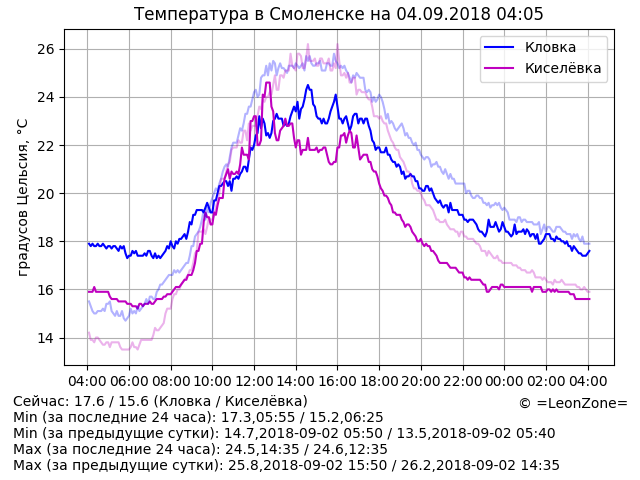 Температура в Смоленске на 04.09.2018 04:05
26
24
22
20
18
16
14
градусов Цельсия, °C
Кловка
Киселёвка
04:00 06:00 08:00 10:00 12:00 14:00 16:00 18:00 20:00 22:00 00:00 02:00 04:00
© =LeonZone=
Сейчас: 17.6 / 15.6 (Кловка / Киселёвка)
Min (за последние 24 часа): 17.3,05:55 / 15.2,06:25
Min (за предыдущие сутки): 14.7,2018-09-02 05:50 / 13.5,2018-09-02 05:40
Max (за последние 24 часа): 24.5,14:35 / 24.6,12:35
Max (за предыдущие сутки): 25.8,2018-09-02 15:50 / 26.2,2018-09-02 14:35